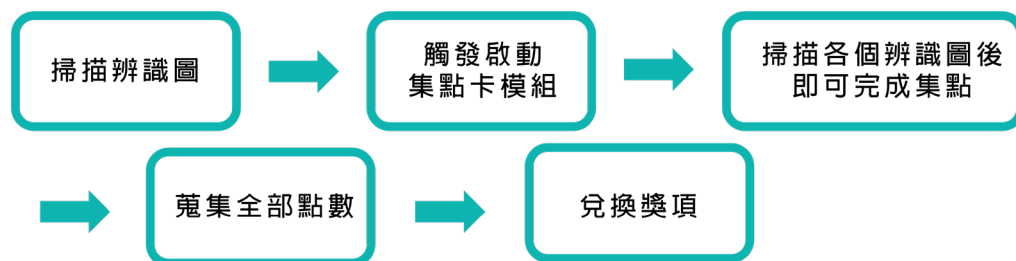 掃描辨識圖
觸發啟動
集點卡模組
掃描各個辨識圖後
即可完成集點
蒐集全部點數
兌換獎項